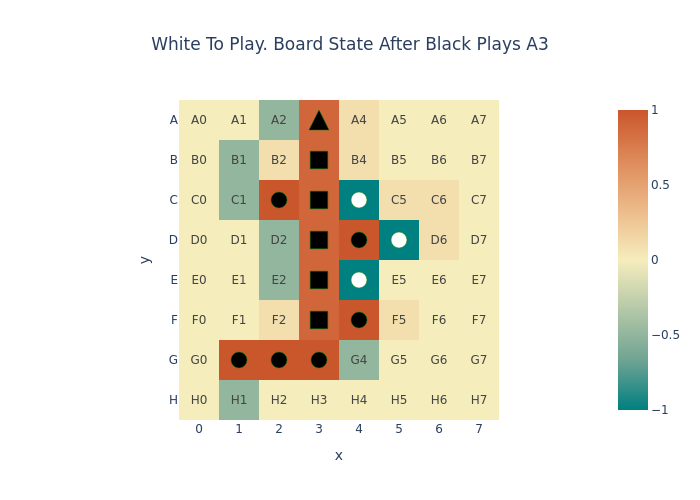 White To Play. Board State After Black Plays A3
A A0 A1 A2 A4 A5 A6 A7
B B0 B1 B2 B4 B5 B6 B7
C C0 C1 C5 C6 C7
D D0 D1 D2 D6 D7
E E0 E1 E2 E5 E6 E7
F F0 F1 F2 F5 F6 F7
G G0 G4 G5 G6 G7
H H0 H1 H2 H3 H4 H5 H6 H7
0 1 2 3 4 5 6 7
x
y
1
0.5
0
−0.5
−1